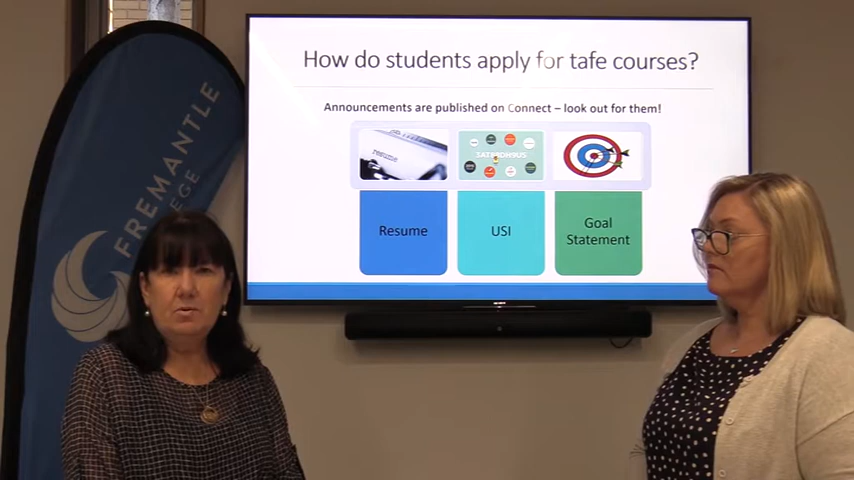 How do students apply for tafe courses?
Announcements are published on Connect – look out for them!
resume
Resume
USI
Goal
Statement
FREMANTLE